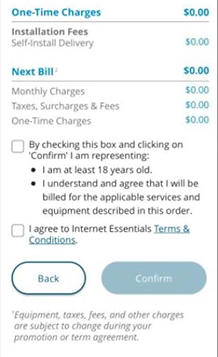 One-Time Charges $0.00
Installation Fees
Self-Install Delivery $0.00
Next Bill² $0.00
Monthly Charges $0.00
Taxes, Surcharges & Fees $0.00
One-Time Charges $0.00
By checking this box and clicking on
'Confirm' I am representing:
• I am at least 18 years old.
• I understand and agree that I will be
billed for the applicable services and
equipment described in this order.
I agree to Internet Essentials Terms &
Conditions.
Back Confirm
¹Equipment, taxes, fees, and other charges
are subject to change during your
promotion or term agreement.